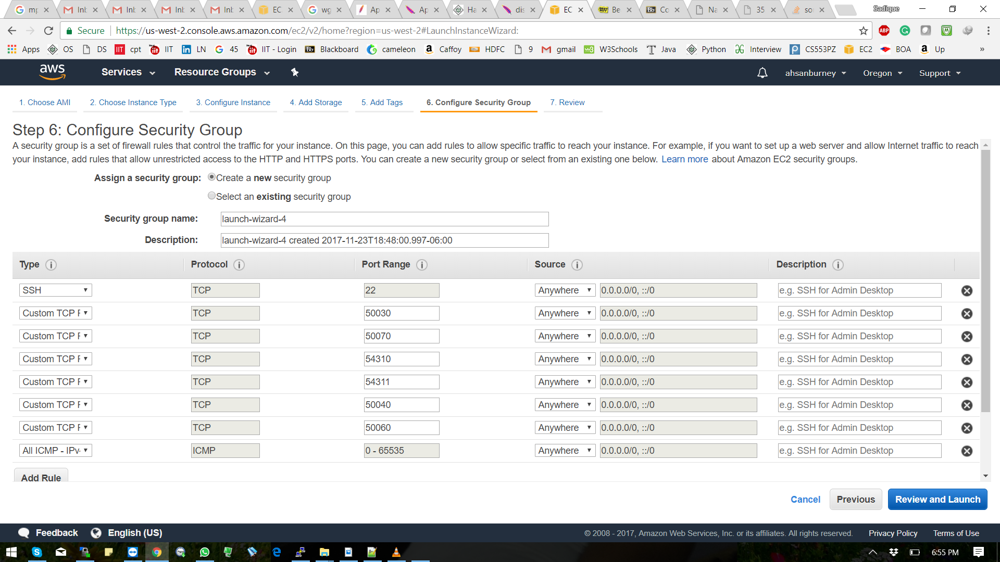 mp Inb Inb Inb Inb EC wg Ap Ap Ha dis EC Be Co Na 35 so Sadique
Secure https://us-west-2.console.aws.amazon.com/ec2/v2/home?region=us-west-2#LaunchInstanceWizard: ABP
Apps OS DS IIT cpt IIT LN 45 IIT - Login Bb Blackboard cameleon Caffoy HDFC 9 gmail W3Schools Java Python Interview CS553PZ EC2 BOA Up »
aws Services Resource Groups ahsanburney Oregon Support
1. Choose AMI 2. Choose Instance Type 3. Configure Instance 4. Add Storage 5. Add Tags 6. Configure Security Group 7. Review
Step 6: Configure Security Group
A security group is a set of firewall rules that control the traffic for your instance. On this page, you can add rules to allow specific traffic to reach your instance. For example, if you want to set up a web server and allow Internet traffic to reach
your instance, add rules that allow unrestricted access to the HTTP and HTTPS ports. You can create a new security group or select from an existing one below. Learn more about Amazon EC2 security groups.
Assign a security group: Create a new security group
Select an existing security group
Security group name: launch-wizard-4
Description: launch-wizard-4 created 2017-11-23T18:48:00.997-06:00
Type Protocol Port Range Source Description
SSH TCP 22 Anywhere 0.0.0.0/0, ::/0 e.g. SSH for Admin Desktop
Custom TCP TCP 50030 Anywhere 0.0.0.0/0, ::/0 e.g. SSH for Admin Desktop
Custom TCP TCP 50070 Anywhere 0.0.0.0/0, ::/0 e.g. SSH for Admin Desktop
Custom TCP TCP 54310 Anywhere 0.0.0.0/0, ::/0 e.g. SSH for Admin Desktop
Custom TCP TCP 54311 Anywhere 0.0.0.0/0, ::/0 e.g. SSH for Admin Desktop
Custom TCP TCP 50040 Anywhere 0.0.0.0/0, ::/0 e.g. SSH for Admin Desktop
Custom TCP TCP 50060 Anywhere 0.0.0.0/0, ::/0 e.g. SSH for Admin Desktop
All ICMP - IPv ICMP 0 - 65535 Anywhere 0.0.0.0/0, ::/0 e.g. SSH for Admin Desktop
Add Rule
Cancel Previous Review and Launch
Feedback English (US) © 2008 - 2017, Amazon Web Services, Inc. or its affiliates. All rights reserved. Privacy Policy Terms of Use
6:55 PM